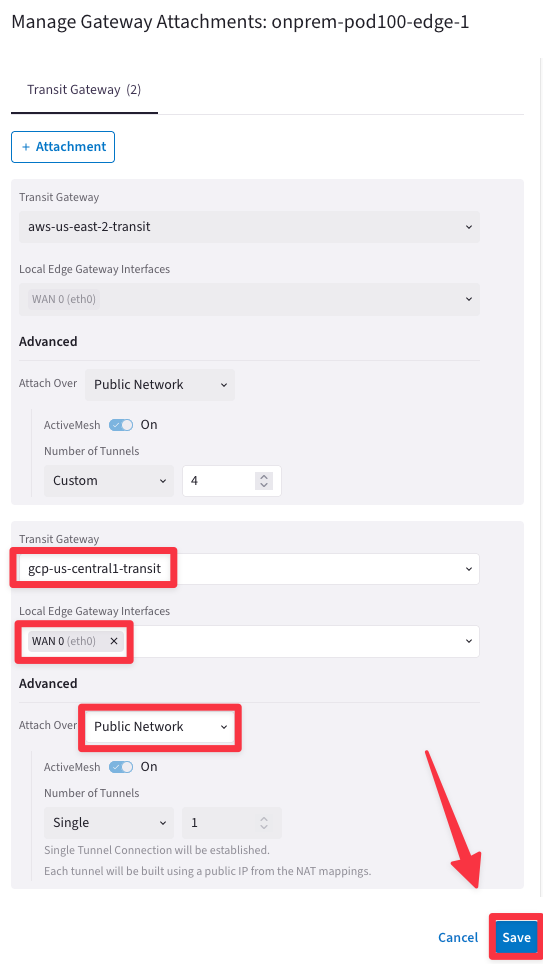 Manage Gateway Attachments: onprem-pod100-edge-1
Transit Gateway (2)
+ Attachment
Transit Gateway
aws-us-east-2-transit
Local Edge Gateway Interfaces
WAN 0 (eth0)
Advanced
Attach Over Public Network
ActiveMesh On
Number of Tunnels
Custom 4
Transit Gateway
gcp-us-central1-transit
Local Edge Gateway Interfaces
WAN 0 (eth0) ×
Advanced
Attach Over Public Network
ActiveMesh On
Number of Tunnels
Single 1
Single Tunnel Connection will be established.
Each tunnel will be built using a public IP from the NAT mappings.
Cancel Save